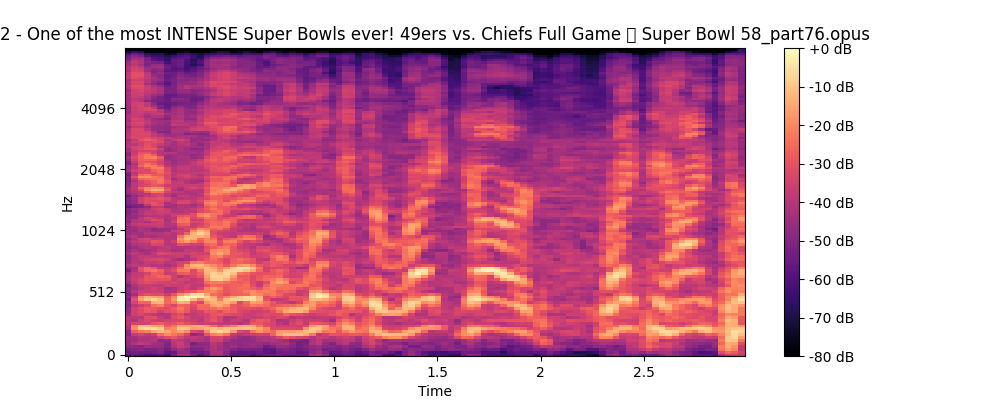 2 - One of the most INTENSE Super Bowls ever! 49ers vs. Chiefs Full Game ▯ Super Bowl 58_part76.opus
+0 dB
-10 dB
-20 dB
-30 dB
-40 dB
-50 dB
-60 dB
-70 dB
-80 dB
Hz
4096
2048
1024
512
0
0 0.5 1 1.5 2 2.5
Time